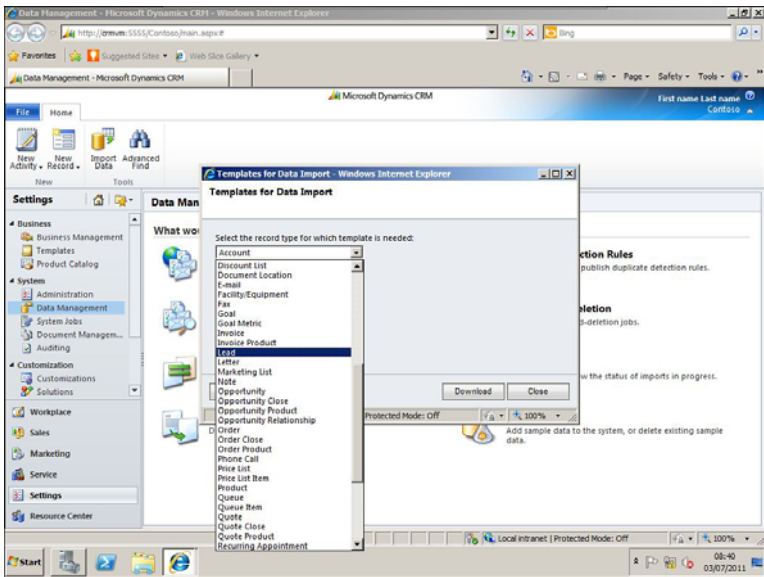 Data Management - Microsoft Dynamics CRM - Windows Internet Explorer
http://crmvm:5555/Contoso/main.aspx#
Bing
Favorites Suggested Sites Web Slice Gallery
Data Management - Microsoft Dynamics CRM
Page Safety Tools
Microsoft Dynamics CRM
First name Last name
Contoso
File Home
New Activity New Record Import Data Advanced Find
New Tools
Settings
Data Man
Business
Business Management
Templates
Product Catalog
System
Administration
Data Management
System Jobs
Document Managem...
Auditing
Customization
Customizations
Solutions
Workplace
Sales
Marketing
Service
Settings
Resource Center
What wo
Templates for Data Import - Windows Internet Explorer
Templates for Data Import
Select the record type for which template is needed:
Account
Discount List
Document Location
E-mail
Facility/Equipment
Fax
Goal
Goal Metric
Invoice
Invoice Product
Lead
Letter
Marketing List
Note
Opportunity
Opportunity Close
Opportunity Product
Opportunity Relationship
Order
Order Close
Order Product
Phone Call
Price List
Price List Item
Product
Queue
Queue Item
Quote
Quote Close
Quote Product
Recurring Appointment
Download Close
Protected Mode: Off 100%
ction Rules
publish duplicate detection rules.
eletion
d-deletion jobs.
w the status of imports in progress.
Add sample data to the system, or delete existing sample
data.
Local intranet | Protected Mode: Off 100%
Start
08:40
03/07/2011